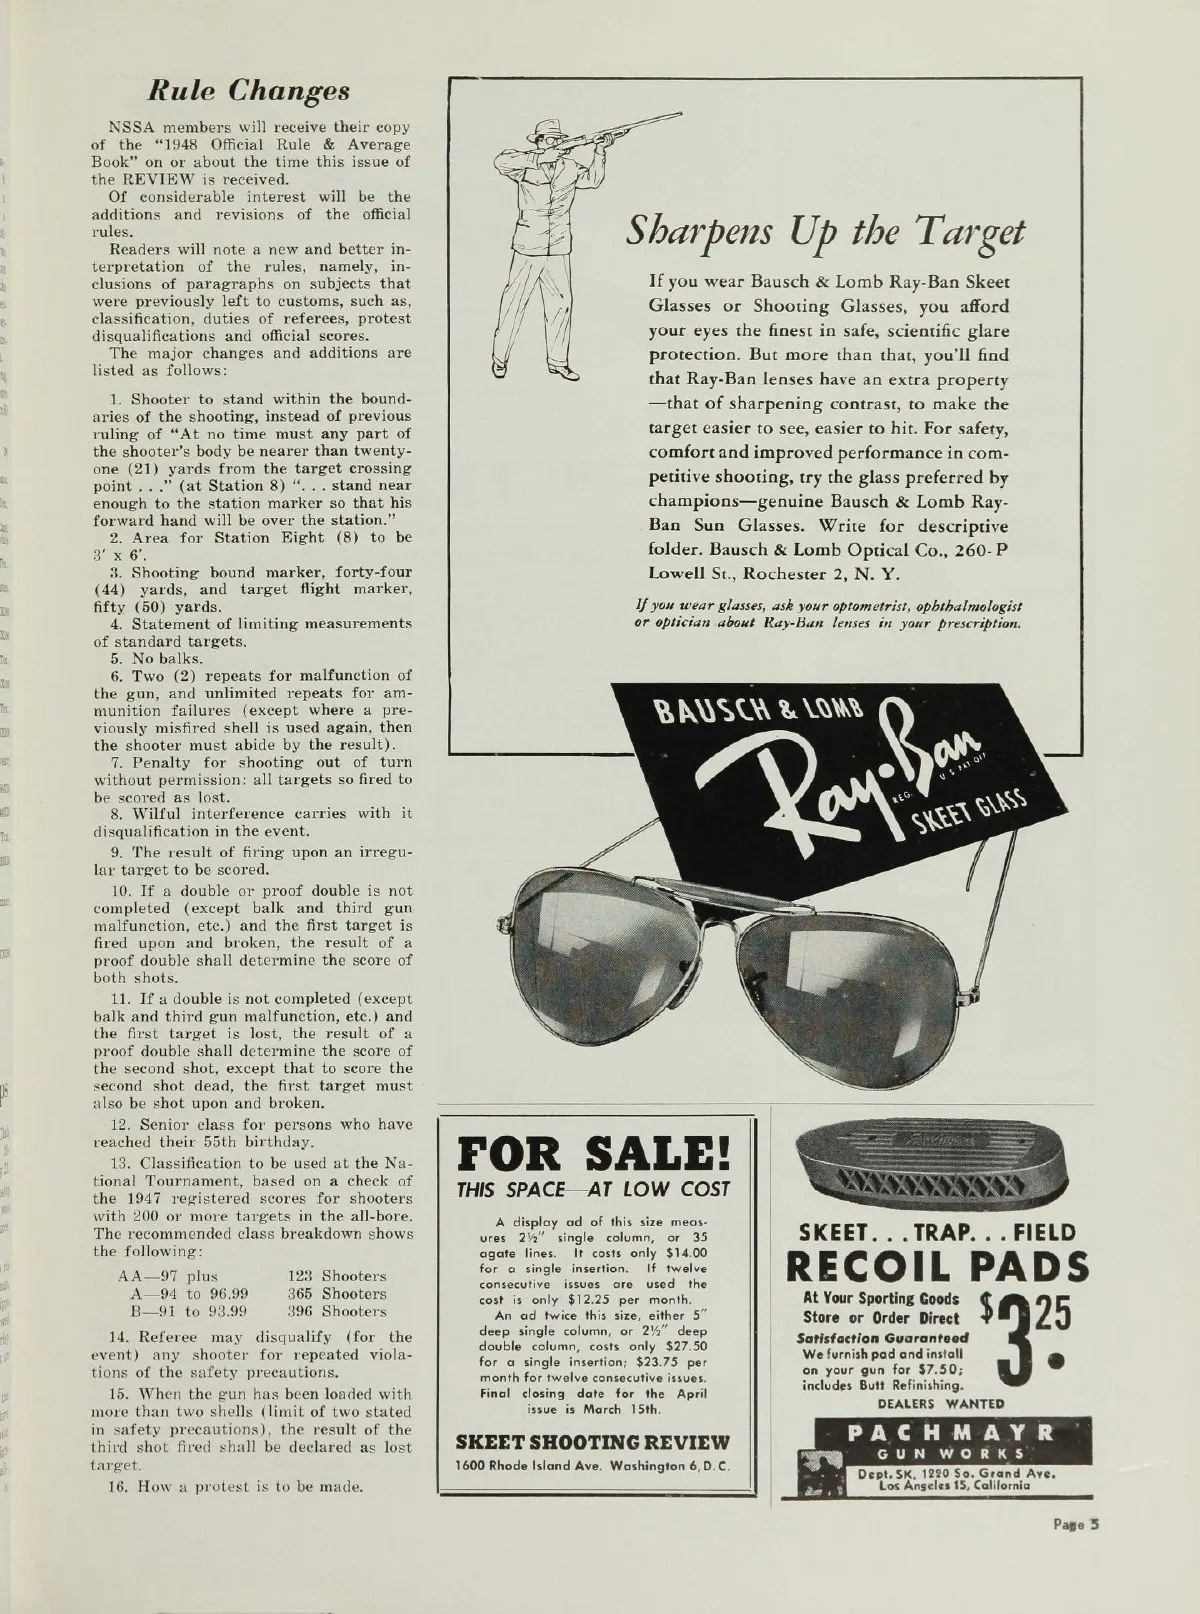 Rule Changes
NSSA members will receive their copy
of the "1948 Official Rule & Average
Book" on or about the time this issue of
the REVIEW is received.
Of considerable interest will be the
additions and revisions of the official
rules.
Readers will note a new and better in-
terpretation of the rules, namely, in-
clusions of paragraphs on subjects that
were previously left to customs, such as,
classification, duties of referees, protest
disqualifications and official scores.
The major changes and additions are
listed as follows:
1. Shooter to stand within the bound-
aries of the shooting, instead of previous
ruling of "At no time must any part of
the shooter's body be nearer than twenty-
one (21) yards from the target crossing
point . . ." (at Station 8) ". . . stand near
enough to the station marker so that his
forward hand will be over the station."
2. Area for Station Eight (8) to be
3' x 6'.
3. Shooting bound marker, forty-four
(44) yards, and target flight marker,
fifty (50) yards.
4. Statement of limiting measurements
of standard targets.
5. No balks.
6. Two (2) repeats for malfunction of
the gun, and unlimited repeats for am-
munition failures (except where a pre-
viously misfired shell is used again, then
the shooter must abide by the result).
7. Penalty for shooting out of turn
without permission: all targets so fired to
be scored as lost.
8. Wilful interference carries with it
disqualification in the event.
9. The result of firing upon an irregu-
lar target to be scored.
10. If a double or proof double is not
completed (except balk and third gun
malfunction, etc.) and the first target is
fired upon and broken, the result of a
proof double shall determine the score of
both shots.
11. If a double is not completed (except
balk and third gun malfunction, etc.) and
the first target is lost, the result of a
proof double shall determine the score of
the second shot, except that to score the
second shot dead, the first target must
also be shot upon and broken.
12. Senior class for persons who have
reached their 55th birthday.
13. Classification to be used at the Na-
tional Tournament, based on a check of
the 1947 registered scores for shooters
with 200 or more targets in the all-bore.
The recommended class breakdown shows
the following:
AA—97 plus 123 Shooters
A—94 to 96.99 365 Shooters
B—91 to 93.99 396 Shooters
14. Referee may disqualify (for the
event) any shooter for repeated viola-
tions of the safety precautions.
15. When the gun has been loaded with
more than two shells (limit of two stated
in safety precautions), the result of the
third shot fired shall be declared as lost
target.
16. How a protest is to be made.
Sharpens Up the Target
If you wear Bausch & Lomb Ray-Ban Skeet
Glasses or Shooting Glasses, you afford
your eyes the finest in safe, scientific glare
protection. But more than that, you'll find
that Ray-Ban lenses have an extra property
—that of sharpening contrast, to make the
target easier to see, easier to hit. For safety,
comfort and improved performance in com-
petitive shooting, try the glass preferred by
champions—genuine Bausch & Lomb Ray-
Ban Sun Glasses. Write for descriptive
folder. Bausch & Lomb Optical Co., 260-P
Lowell St., Rochester 2, N. Y.
If you wear glasses, ask your optometrist, ophthalmologist
or optician about Ray-Ban lenses in your prescription.
BAUSCH & LOMB
Ray-Ban
REG. U.S. PAT. OFF.
SKEET GLASS
FOR SALE!
THIS SPACE—AT LOW COST
A display ad of this size meas-
ures 2½" single column, or 35
agate lines. It costs only $14.00
for a single insertion. If twelve
consecutive issues are used the
cost is only $12.25 per month.
An ad twice this size, either 5"
deep single column, or 2½" deep
double column, costs only $27.50
for a single insertion; $23.75 per
month for twelve consecutive issues.
Final closing date for the April
issue is March 15th.
SKEET SHOOTING REVIEW
1600 Rhode Island Ave. Washington 6, D. C.
SKEET... TRAP... FIELD
RECOIL PADS
At Your Sporting Goods
Store or Order Direct
$3.25
Satisfaction Guaranteed
We furnish pad and install
on your gun for $7.50;
includes Butt Refinishing.
DEALERS WANTED
PACHMAYR
GUN WORKS
Dept. SK, 1220 So. Grand Ave.
Los Angeles 15, California
Page 5